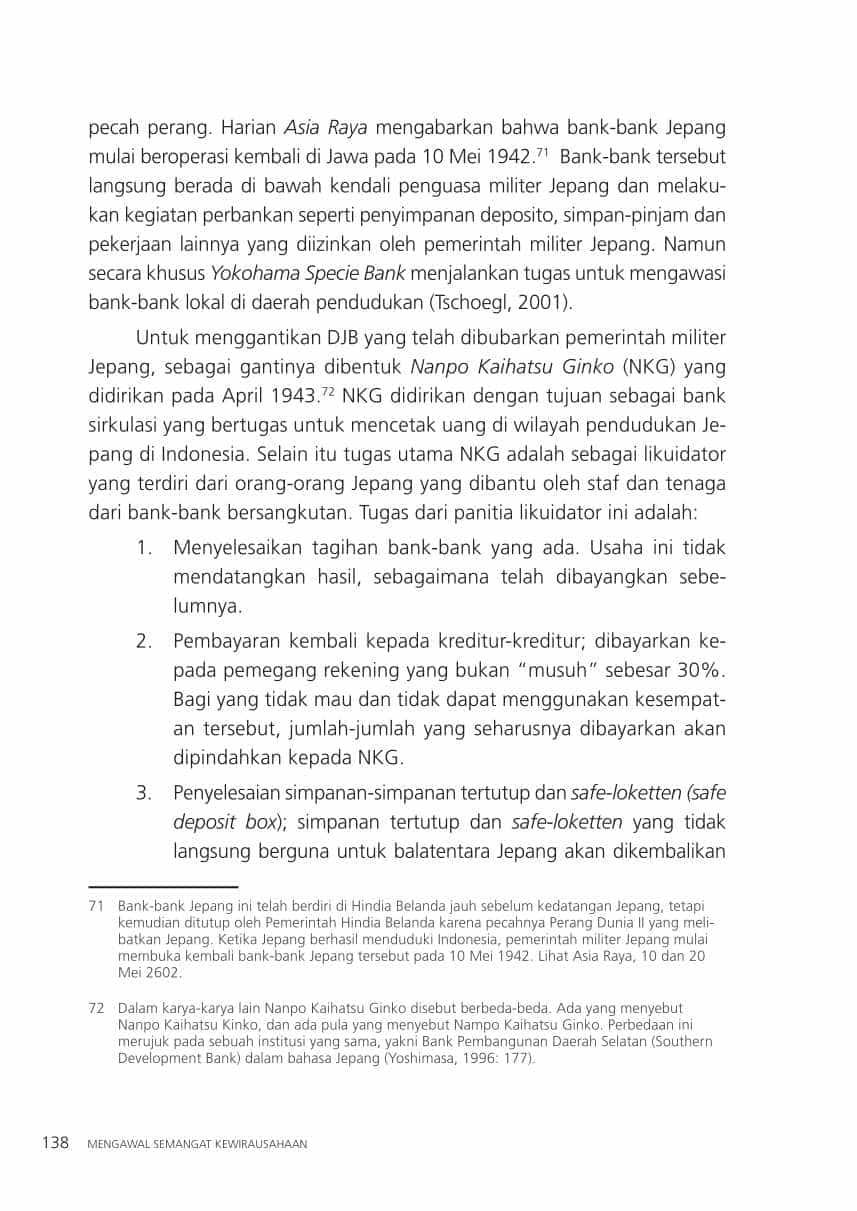 pecah perang. Harian Asia Raya mengabarkan bahwa bank-bank Jepang
mulai beroperasi kembali di Jawa pada 10 Mei 1942.71 Bank-bank tersebut
langsung berada di bawah kendali penguasa militer Jepang dan melaku-
kan kegiatan perbankan seperti penyimpanan deposito, simpan-pinjam dan
pekerjaan lainnya yang diizinkan oleh pemerintah militer Jepang. Namun
secara khusus Yokohama Specie Bank menjalankan tugas untuk mengawasi
bank-bank lokal di daerah pendudukan (Tschoegl, 2001).
Untuk menggantikan DJB yang telah dibubarkan pemerintah militer
Jepang, sebagai gantinya dibentuk Nanpo Kaihatsu Ginko (NKG) yang
didirikan pada April 1943.72 NKG didirikan dengan tujuan sebagai bank
sirkulasi yang bertugas untuk mencetak uang di wilayah pendudukan Je-
pang di Indonesia. Selain itu tugas utama NKG adalah sebagai likuidator
yang terdiri dari orang-orang Jepang yang dibantu oleh staf dan tenaga
dari bank-bank bersangkutan. Tugas dari panitia likuidator ini adalah:
1. Menyelesaikan tagihan bank-bank yang ada. Usaha ini tidak
mendatangkan hasil, sebagaimana telah dibayangkan sebe-
lumnya.
2. Pembayaran kembali kepada kreditur-kreditur; dibayarkan ke-
pada pemegang rekening yang bukan “musuh” sebesar 30%.
Bagi yang tidak mau dan tidak dapat menggunakan kesempat-
an tersebut, jumlah-jumlah yang seharusnya dibayarkan akan
dipindahkan kepada NKG.
3. Penyelesaian simpanan-simpanan tertutup dan safe-loketten (safe
deposit box); simpanan tertutup dan safe-loketten yang tidak
langsung berguna untuk balatentara Jepang akan dikembalikan
71 Bank-bank Jepang ini telah berdiri di Hindia Belanda jauh sebelum kedatangan Jepang, tetapi
kemudian ditutup oleh Pemerintah Hindia Belanda karena pecahnya Perang Dunia II yang meli-
batkan Jepang. Ketika Jepang berhasil menduduki Indonesia, pemerintah militer Jepang mulai
membuka kembali bank-bank Jepang tersebut pada 10 Mei 1942. Lihat Asia Raya, 10 dan 20
Mei 2602.
72 Dalam karya-karya lain Nanpo Kaihatsu Ginko disebut berbeda-beda. Ada yang menyebut
Nanpo Kaihatsu Kinko, dan ada pula yang menyebut Nampo Kaihatsu Ginko. Perbedaan ini
merujuk pada sebuah institusi yang sama, yakni Bank Pembangunan Daerah Selatan (Southern
Development Bank) dalam bahasa Jepang (Yoshimasa, 1996: 177).
138 MENGAWAL SEMANGAT KEWIRAUSAHAAN